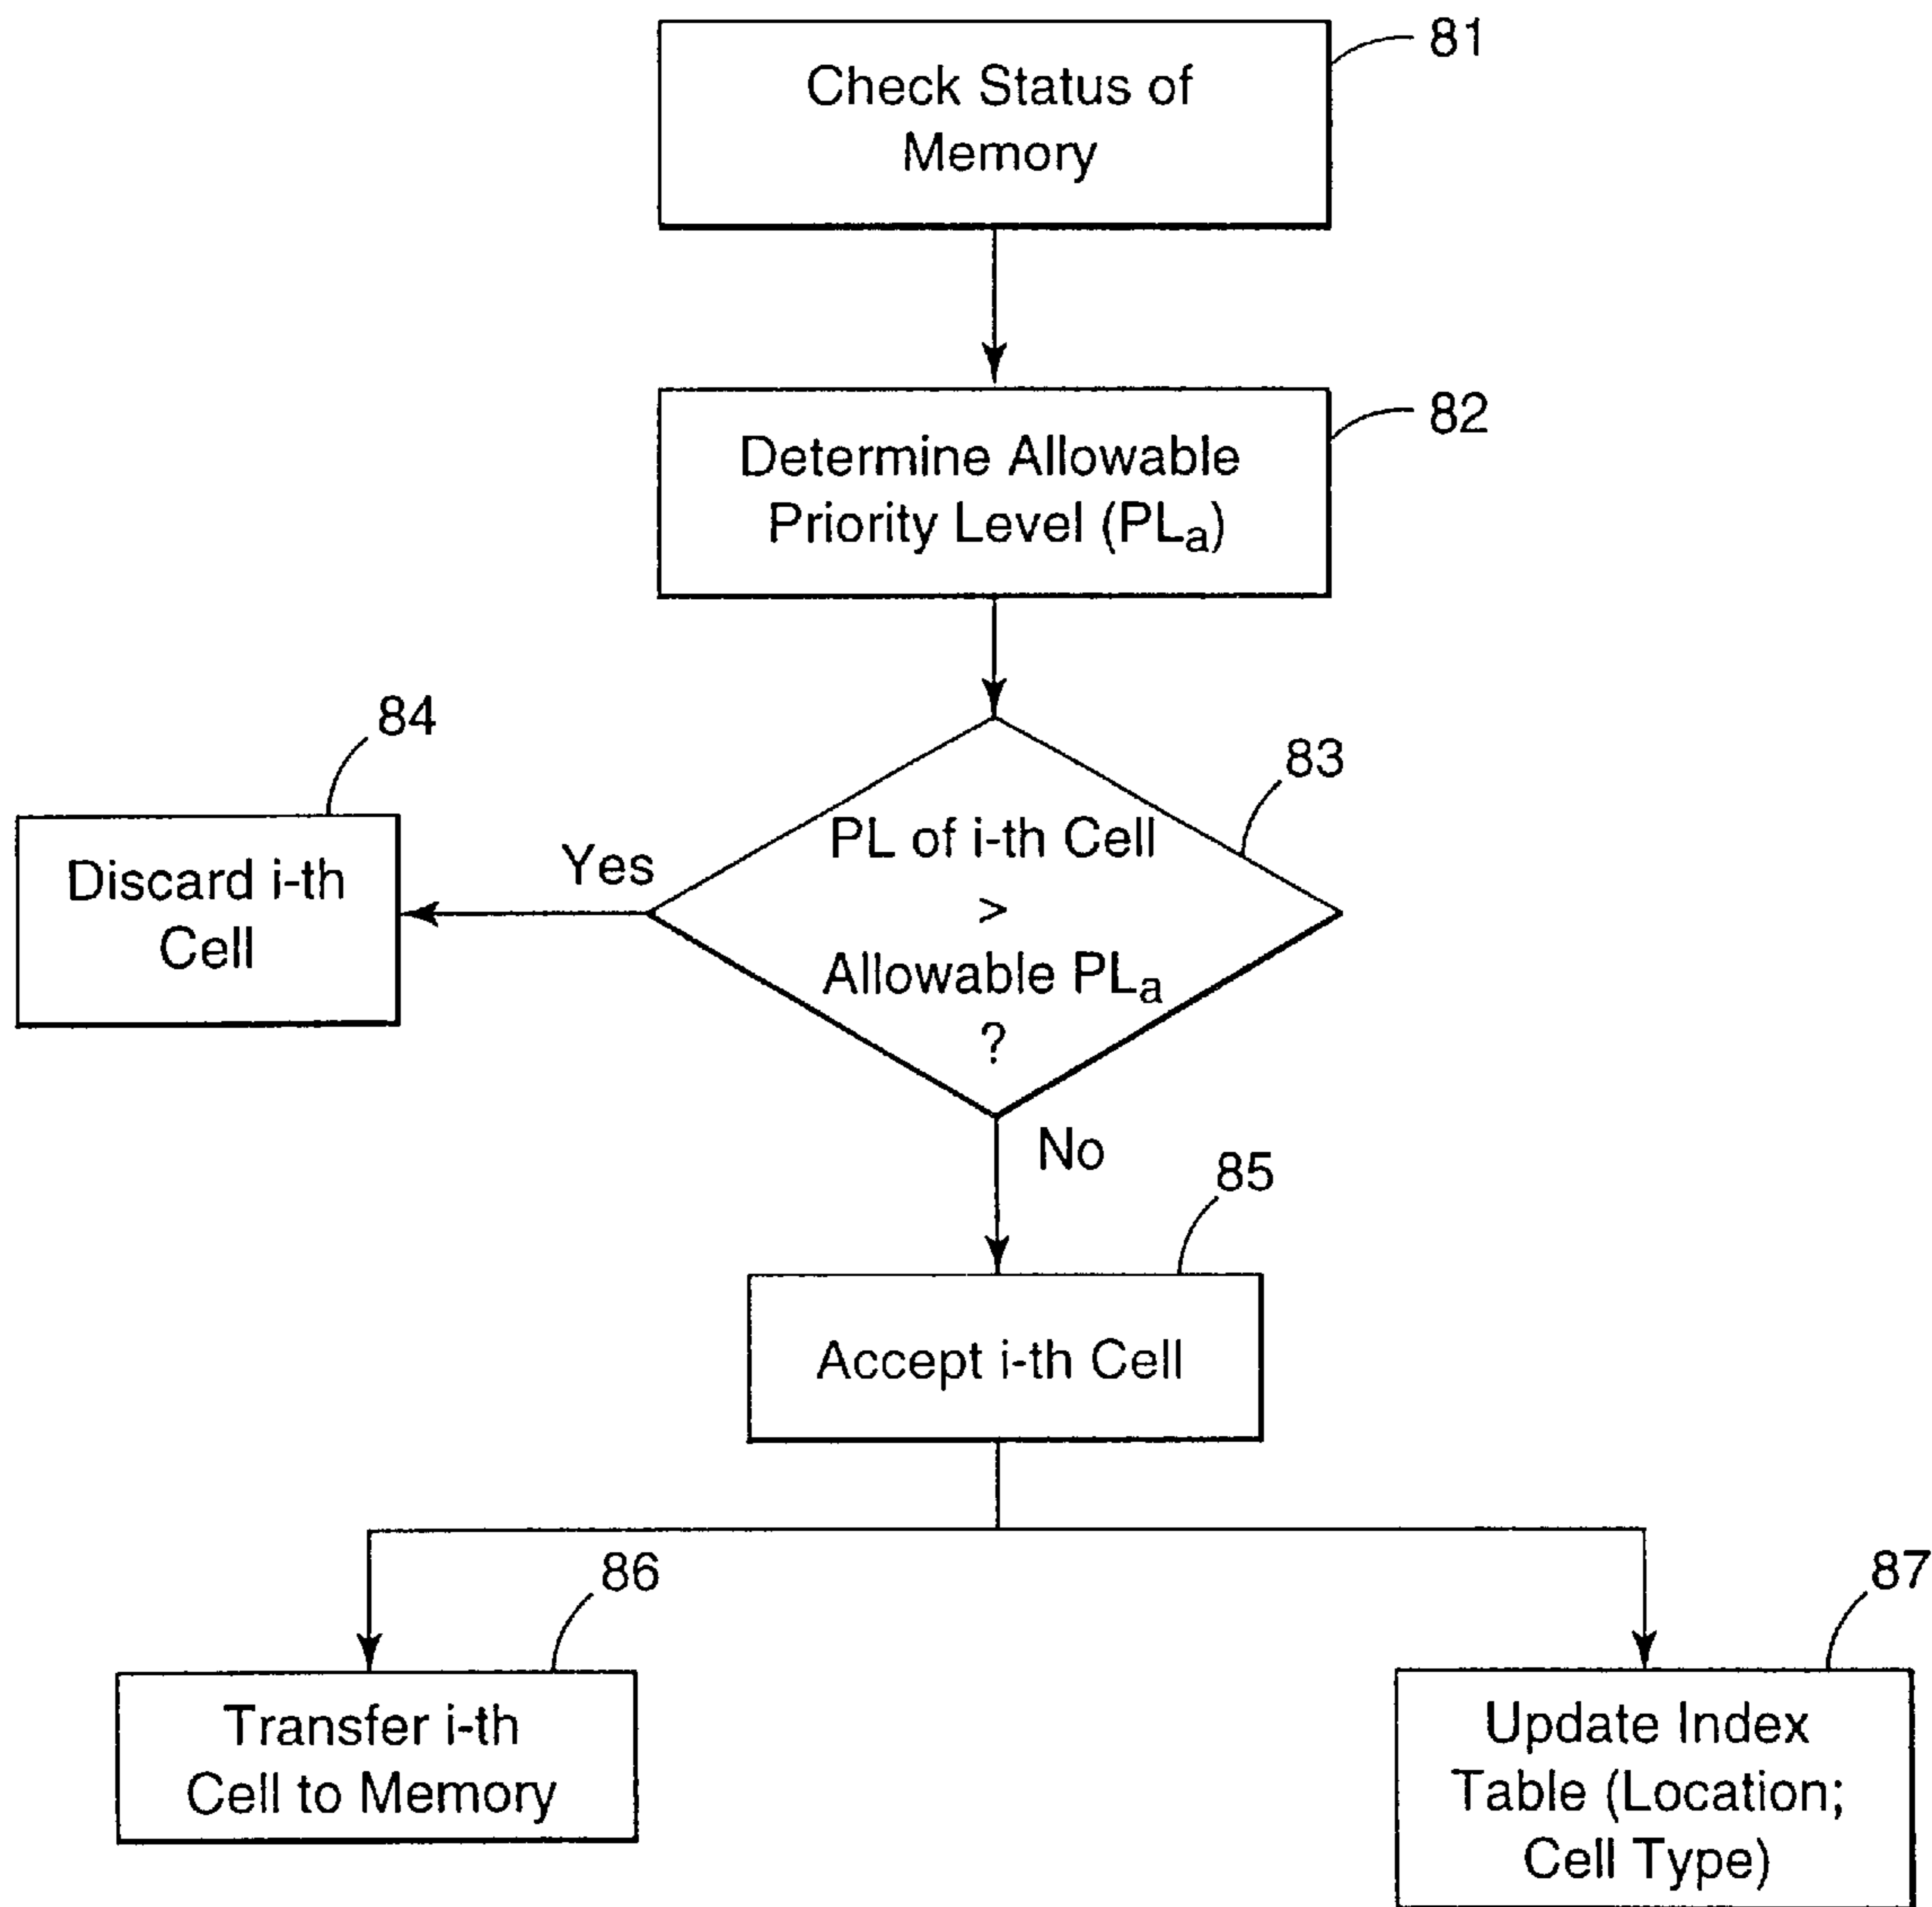 81
Check Status of
Memory
82
Determine Allowable
Priority Level (PLa)
84
83
Discard i-th
Cell
Yes
PL of i-th Cell
>
Allowable PLa
?
No
85
Accept i-th Cell
86
87
Transfer i-th
Cell to Memory
Update Index
Table (Location;
Cell Type)